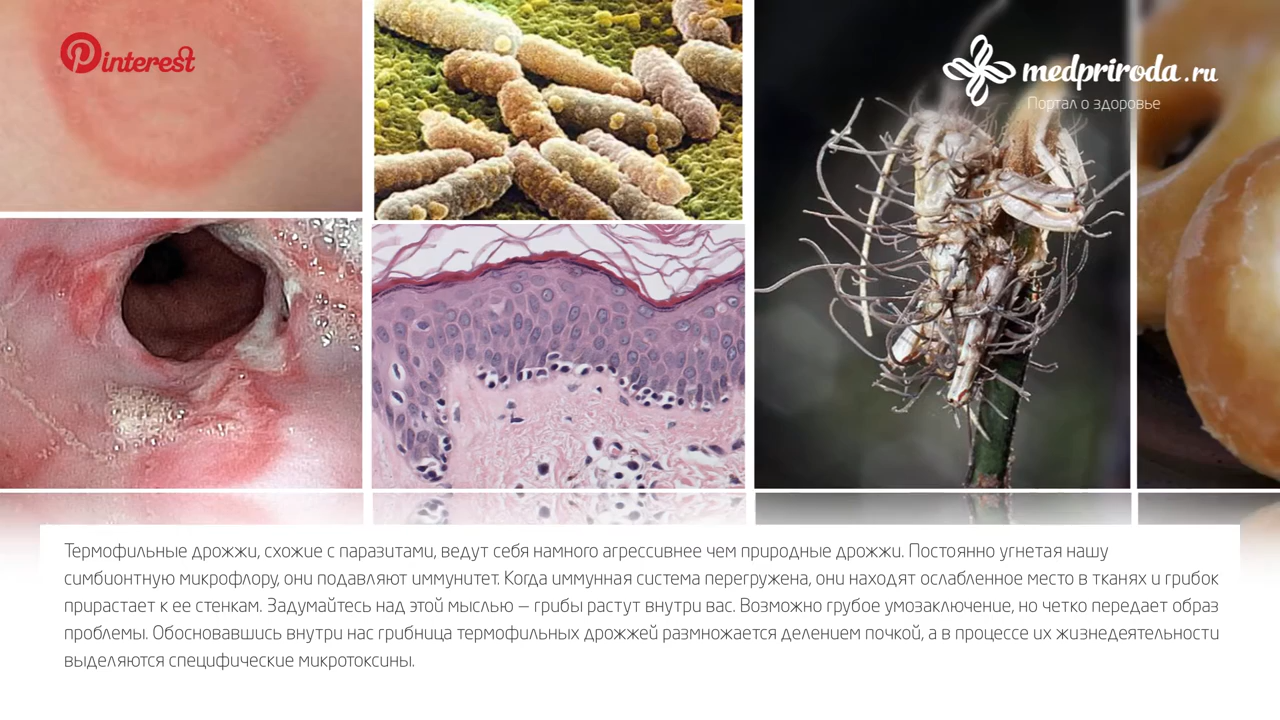 Pinterest
medpriroda.ru
Портал о здоровье
Термофильные дрожжи, схожие с паразитами, ведут себя намного агрессивнее чем природные дрожжи. Постоянно угнетая нашу
симбионтную микрофлору, они подавляют иммунитет. Когда иммунная система перегружена, они находят ослабленное место в тканях и грибок
прирастает к ее стенкам. Задумайтесь над этой мыслью — грибы растут внутри вас. Возможно грубое умозаключение, но четко передает образ
проблемы. Обосновавшись внутри нас грибница термофильных дрожжей размножается делением почкой, а в процессе их жизнедеятельности
выделяются специфические микротоксины.